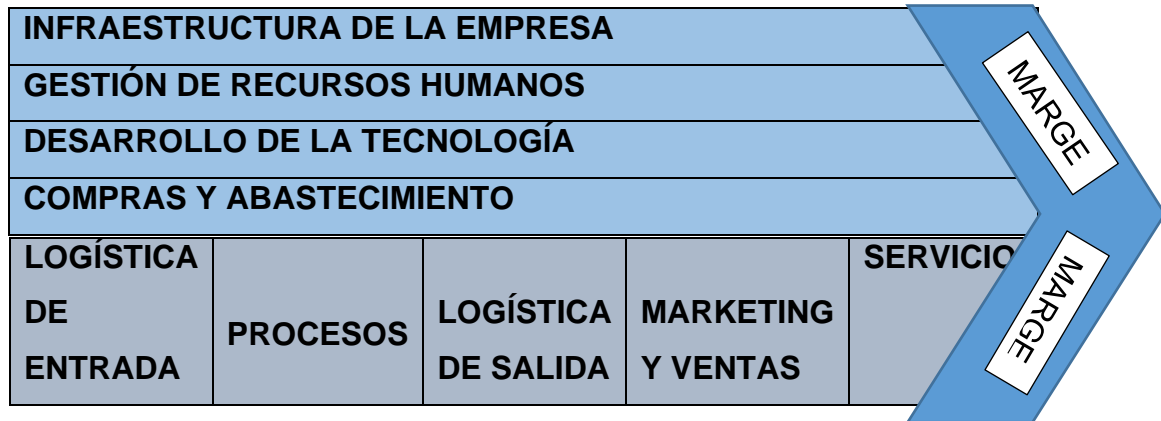 INFRAESTRUCTURA DE LA EMPRESA
GESTIÓN DE RECURSOS HUMANOS
DESARROLLO DE LA TECNOLOGÍA
COMPRAS Y ABASTECIMIENTO
LOGÍSTICA
DE
ENTRADA
PROCESOS
LOGÍSTICA
DE SALIDA
MARKETING
Y VENTAS
SERVICIO
MARGE
MARGE